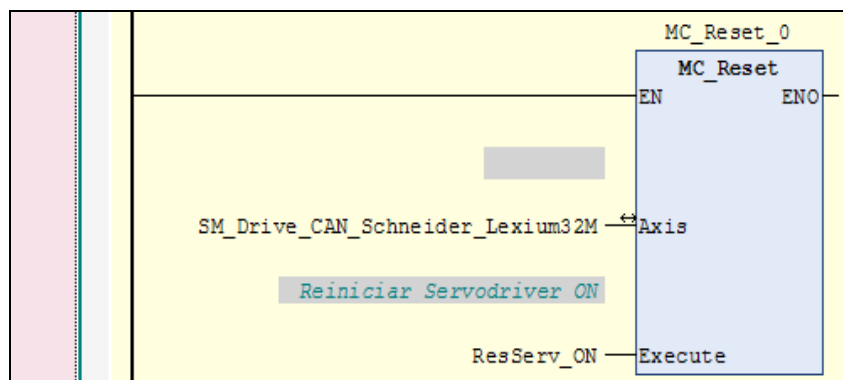 MC_Reset_0
MC_Reset
EN ENO
SM_Drive_CAN_Schneider_Lexium32M Axis
Reiniciar Servodriver ON
ResServ_ON Execute